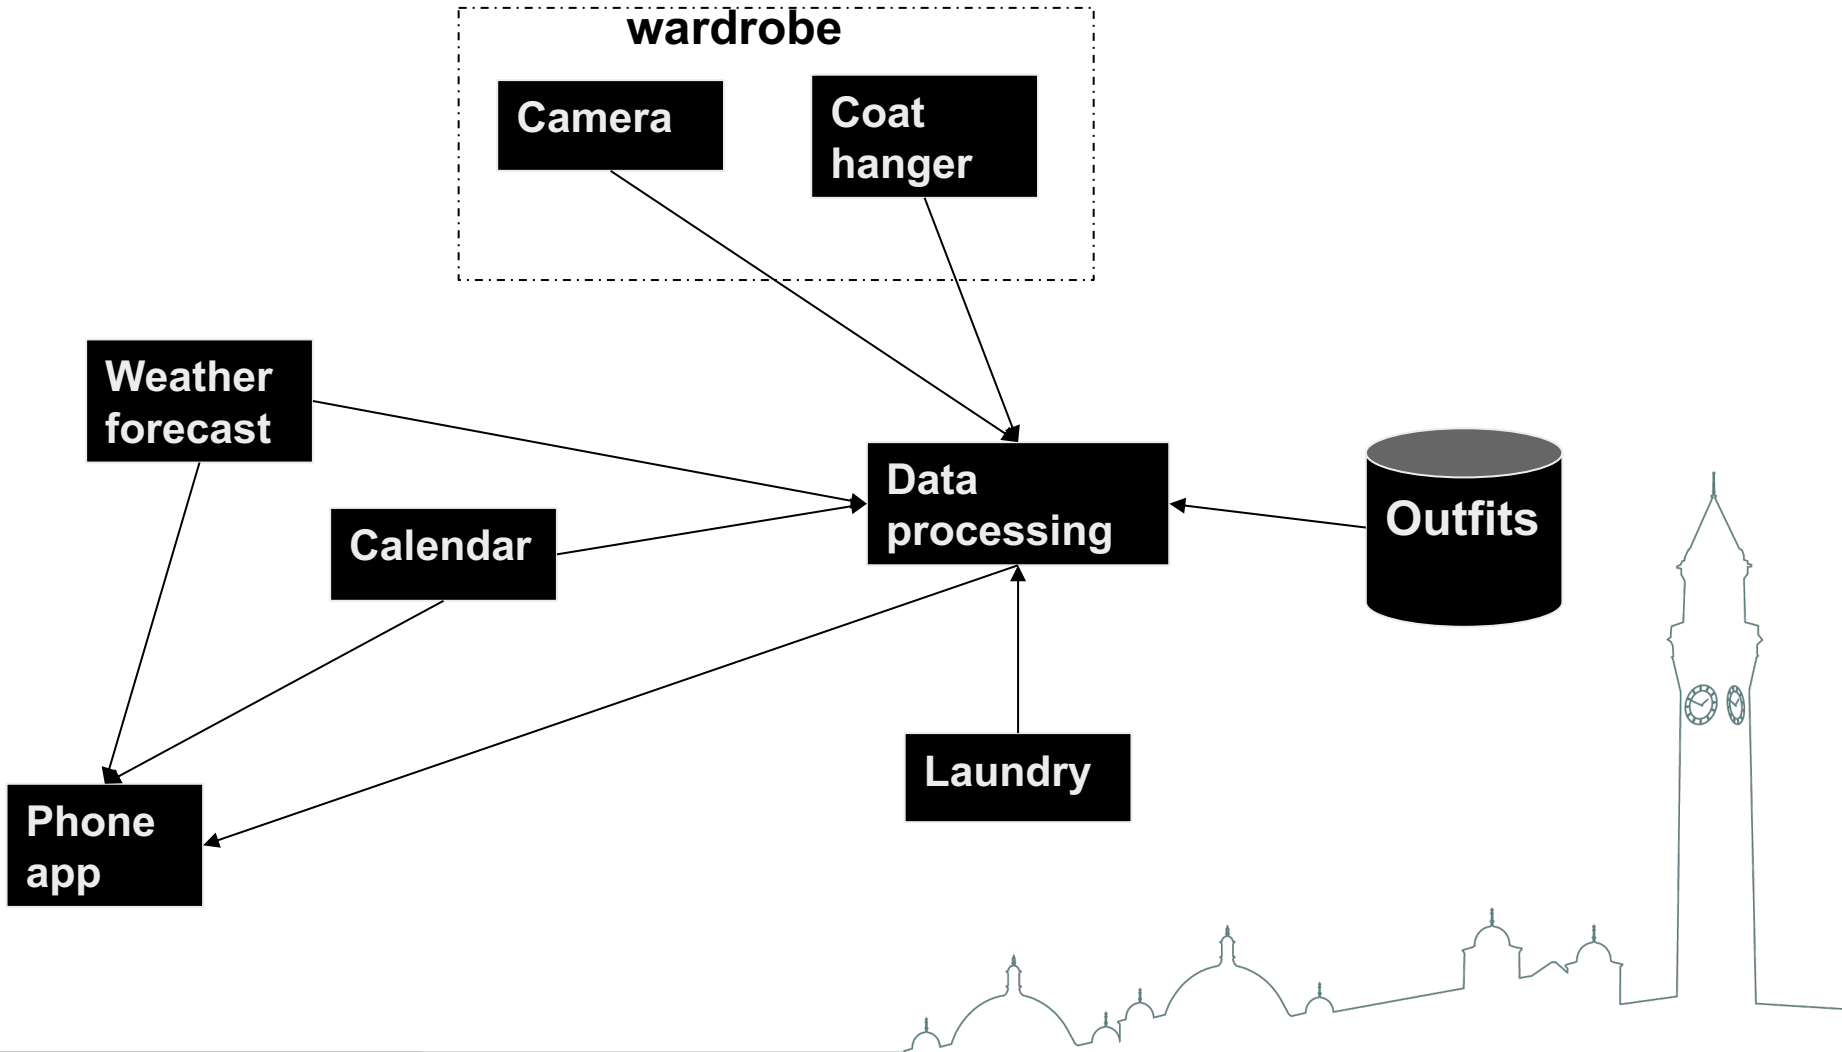 wardrobe
Camera
Coat
hanger
Weather
forecast
Calendar
Data
processing
Outfits
Laundry
Phone
app